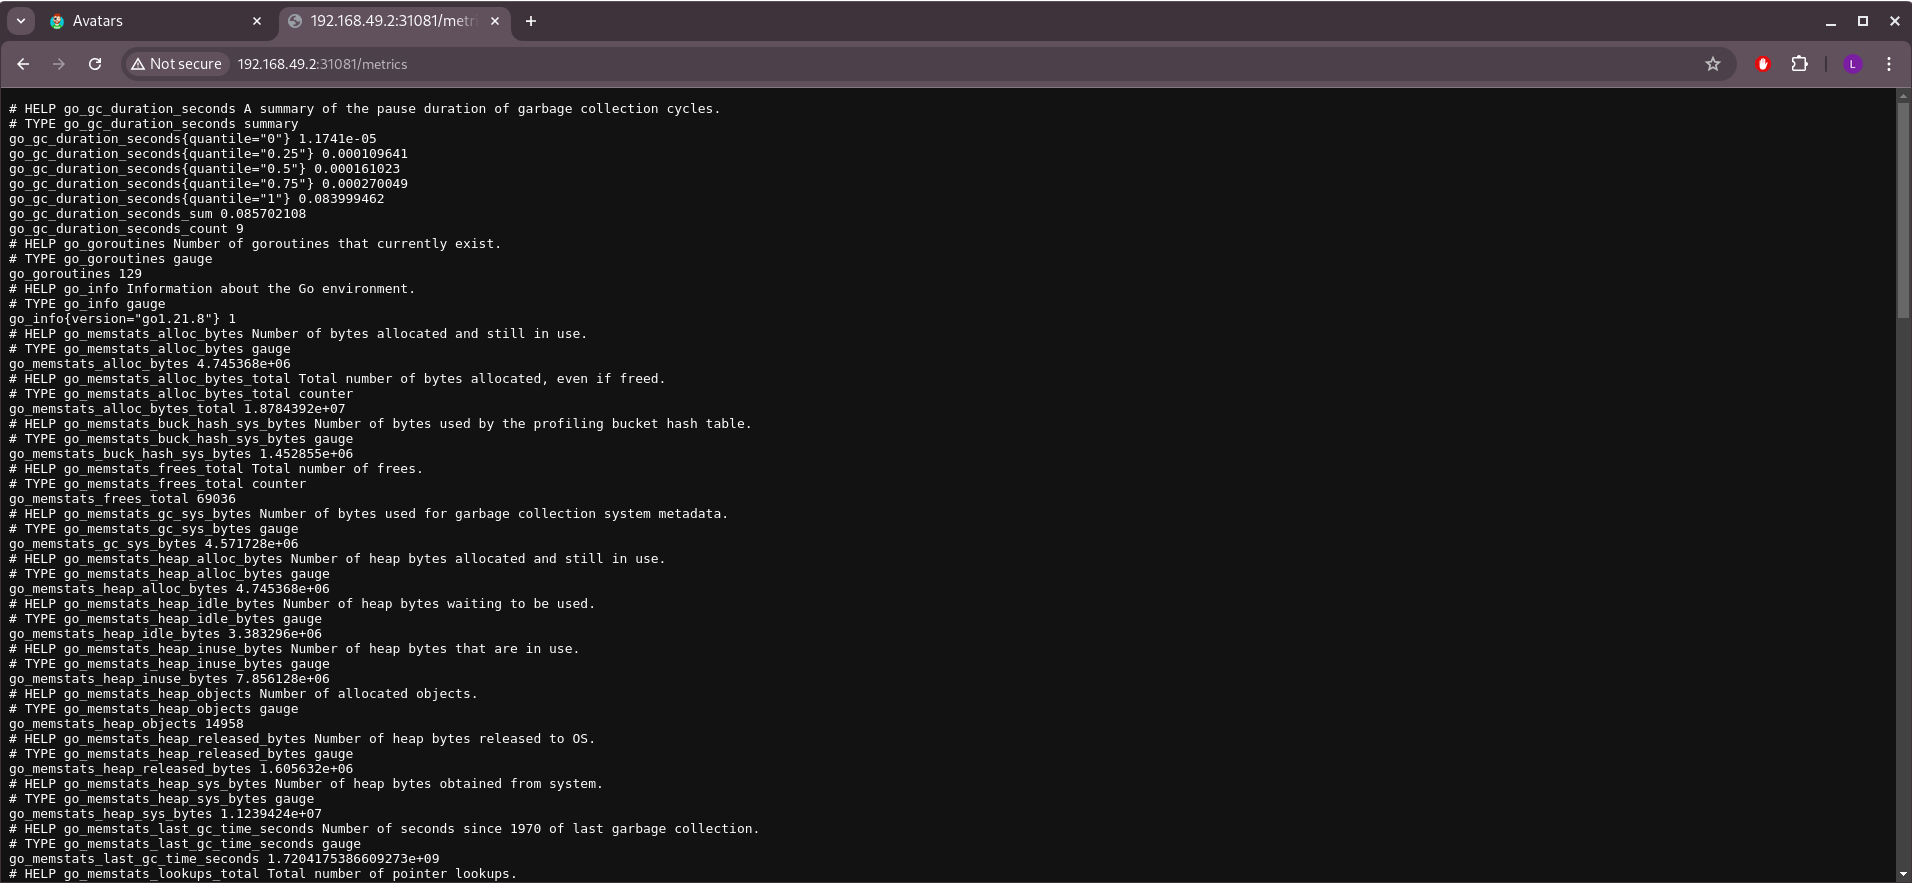 Avatars
192.168.49.2:31081/metri
Not secure
192.168.49.2:31081/metrics
L
# HELP go_gc_duration_seconds A summary of the pause duration of garbage collection cycles.
# TYPE go_gc_duration_seconds summary
go_gc_duration_seconds{quantile="0"} 1.1741e-05
go_gc_duration_seconds{quantile="0.25"} 0.000109641
go_gc_duration_seconds{quantile="0.5"} 0.000161023
go_gc_duration_seconds{quantile="0.75"} 0.000270049
go_gc_duration_seconds{quantile="1"} 0.083999462
go_gc_duration_seconds_sum 0.085702108
go_gc_duration_seconds_count 9
# HELP go_goroutines Number of goroutines that currently exist.
# TYPE go_goroutines gauge
go_goroutines 129
# HELP go_info Information about the Go environment.
# TYPE go_info gauge
go_info{version="go1.21.8"} 1
# HELP go_memstats_alloc_bytes Number of bytes allocated and still in use.
# TYPE go_memstats_alloc_bytes gauge
go_memstats_alloc_bytes 4.745368e+06
# HELP go_memstats_alloc_bytes_total Total number of bytes allocated, even if freed.
# TYPE go_memstats_alloc_bytes_total counter
go_memstats_alloc_bytes_total 1.8784392e+07
# HELP go_memstats_buck_hash_sys_bytes Number of bytes used by the profiling bucket hash table.
# TYPE go_memstats_buck_hash_sys_bytes gauge
go_memstats_buck_hash_sys_bytes 1.452855e+06
# HELP go_memstats_frees_total Total number of frees.
# TYPE go_memstats_frees_total counter
go_memstats_frees_total 69036
# HELP go_memstats_gc_sys_bytes Number of bytes used for garbage collection system metadata.
# TYPE go_memstats_gc_sys_bytes gauge
go_memstats_gc_sys_bytes 4.571728e+06
# HELP go_memstats_heap_alloc_bytes Number of heap bytes allocated and still in use.
# TYPE go_memstats_heap_alloc_bytes gauge
go_memstats_heap_alloc_bytes 4.745368e+06
# HELP go_memstats_heap_idle_bytes Number of heap bytes waiting to be used.
# TYPE go_memstats_heap_idle_bytes gauge
go_memstats_heap_idle_bytes 3.383296e+06
# HELP go_memstats_heap_inuse_bytes Number of heap bytes that are in use.
# TYPE go_memstats_heap_inuse_bytes gauge
go_memstats_heap_inuse_bytes 7.856128e+06
# HELP go_memstats_heap_objects Number of allocated objects.
# TYPE go_memstats_heap_objects gauge
go_memstats_heap_objects 14958
# HELP go_memstats_heap_released_bytes Number of heap bytes released to OS.
# TYPE go_memstats_heap_released_bytes gauge
go_memstats_heap_released_bytes 1.605632e+06
# HELP go_memstats_heap_sys_bytes Number of heap bytes obtained from system.
# TYPE go_memstats_heap_sys_bytes gauge
go_memstats_heap_sys_bytes 1.1239424e+07
# HELP go_memstats_last_gc_time_seconds Number of seconds since 1970 of last garbage collection.
# TYPE go_memstats_last_gc_time_seconds gauge
go_memstats_last_gc_time_seconds 1.7204175386609273e+09
# HELP go_memstats_lookups_total Total number of pointer lookups.